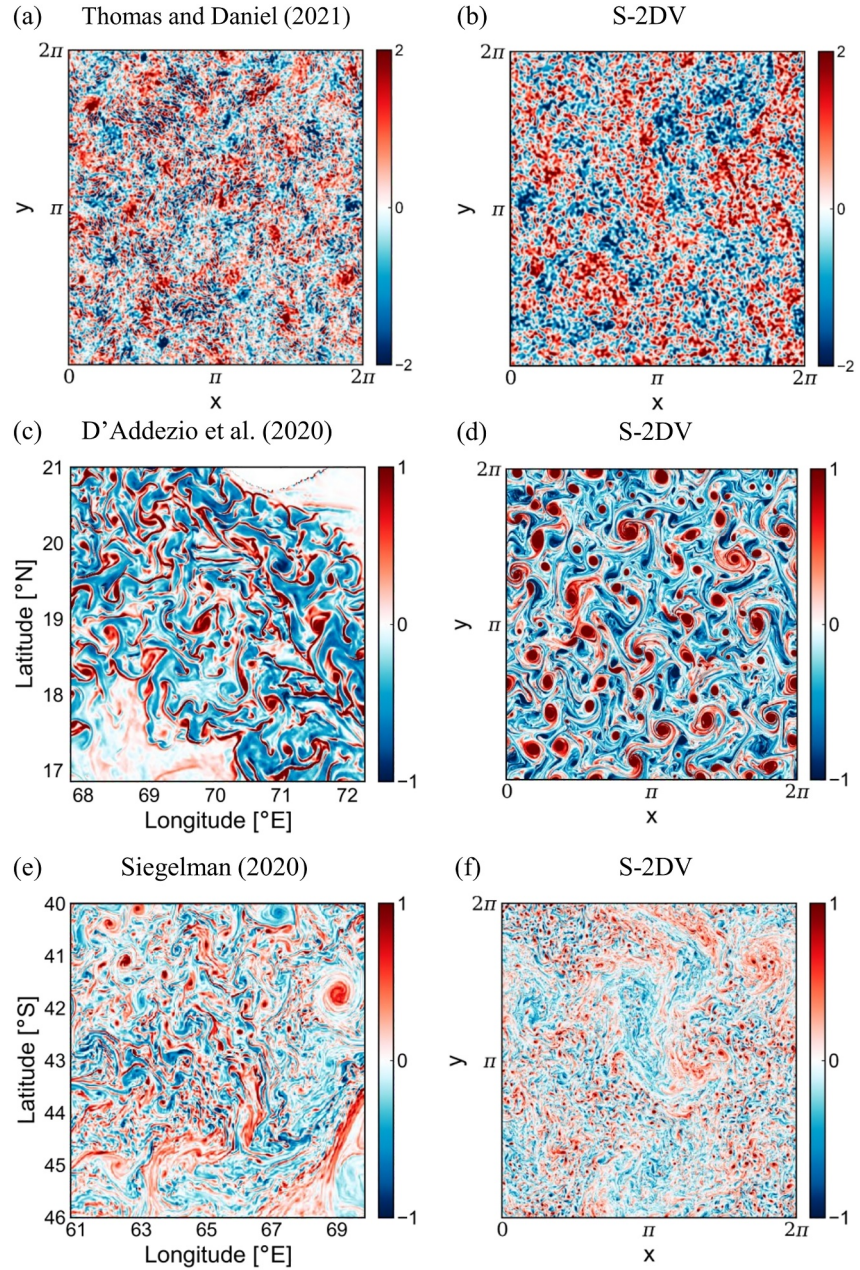 (a) Thomas and Daniel (2021)
2π
π
y
0 π 2π
x
2
0
−2
(b) S-2DV
2π
π
y
0 π 2π
x
2
0
−2
(c) D’Addezio et al. (2020)
21
20
19
18
17
Latitude [°N]
68 69 70 71 72
Longitude [°E]
1
0
−1
(d) S-2DV
2π
π
y
0 π 2π
x
1
0
−1
(e) Siegelman (2020)
40
41
42
43
44
45
46
Latitude [°S]
61 63 65 67 69
Longitude [°E]
1
0
−1
(f) S-2DV
2π
π
y
0 π 2π
x
1
0
−1